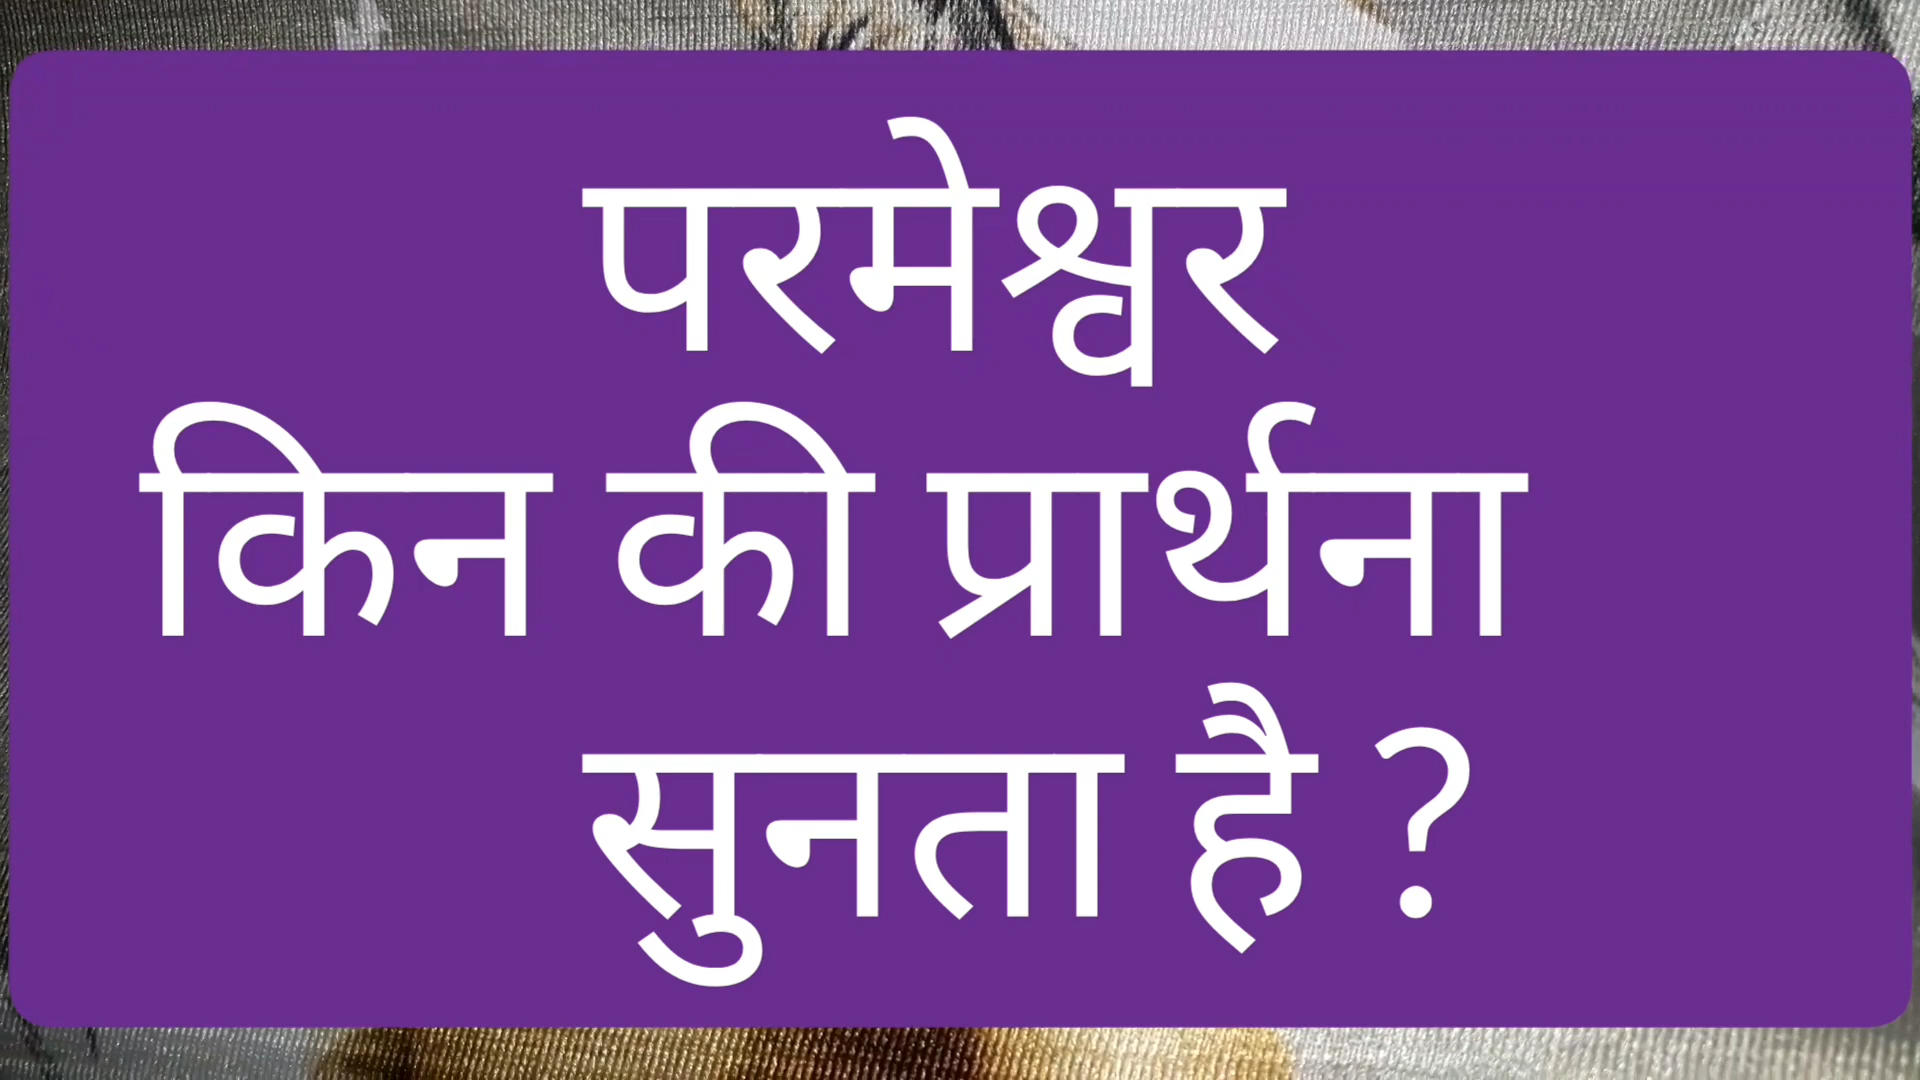 परमेश्वर
किन की प्रार्थना
सुनता है ?